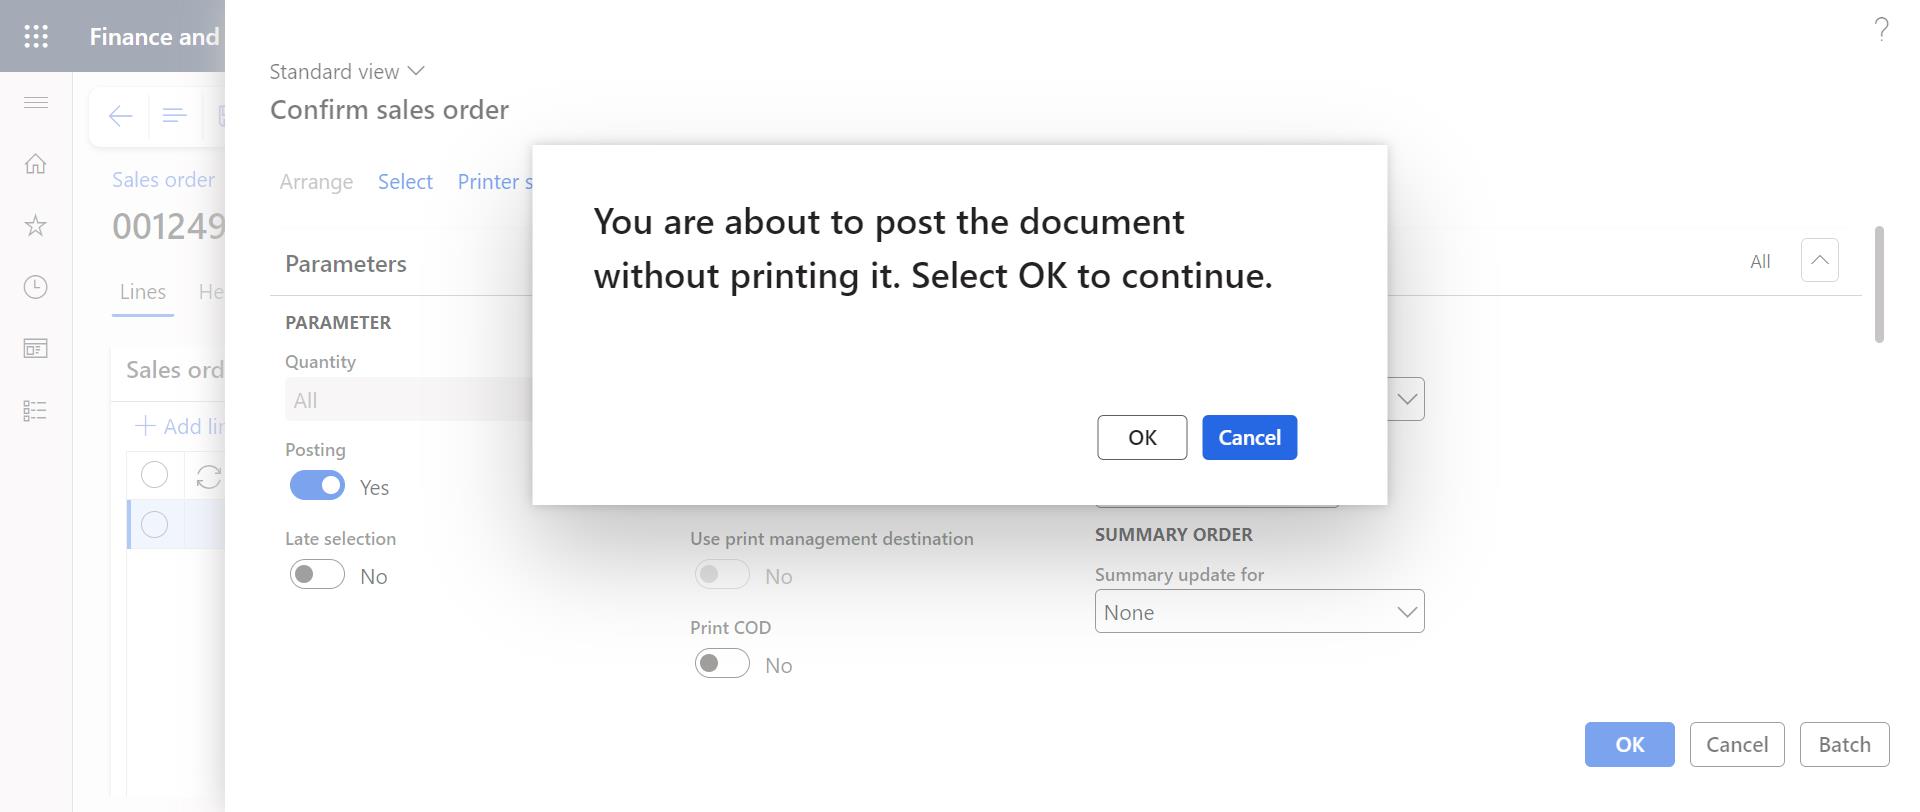 Finance and
Standard view
Confirm sales order
Arrange Select Printer s
Sales order
001249
Lines He
Sales ord
Add lin
Parameters
All
PARAMETER
Quantity
All
Posting
Yes
Late selection
No
You are about to post the document
without printing it. Select OK to continue.
OK Cancel
Use print management destination
No
Print COD
No
SUMMARY ORDER
Summary update for
None
OK Cancel Batch